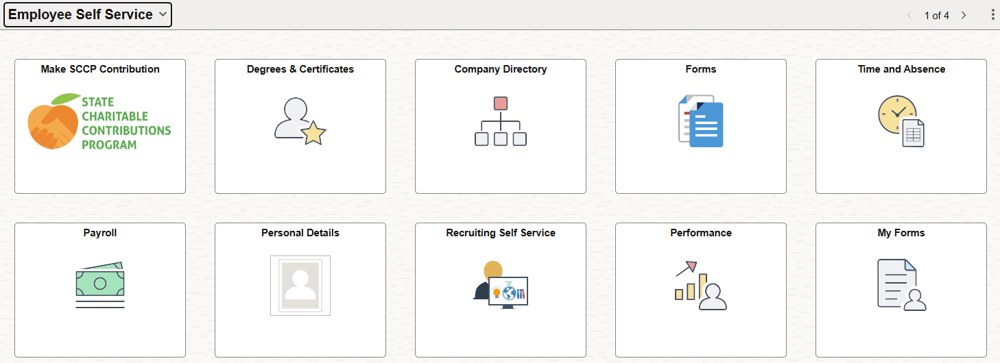 Employee Self Service
1 of 4
Make SCCP Contribution
Degrees & Certificates
Company Directory
Forms
Time and Absence
STATE
CHARITABLE
CONTRIBUTIONS
PROGRAM
Payroll
Personal Details
Recruiting Self Service
Performance
My Forms